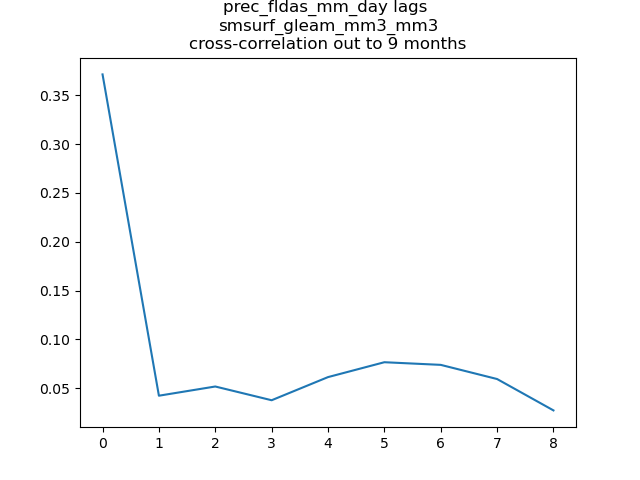 prec_fldas_mm_day lags
smsurf_gleam_mm3_mm3
cross-correlation out to 9 months
0.35
0.30
0.25
0.20
0.15
0.10
0.05
0 1 2 3 4 5 6 7 8